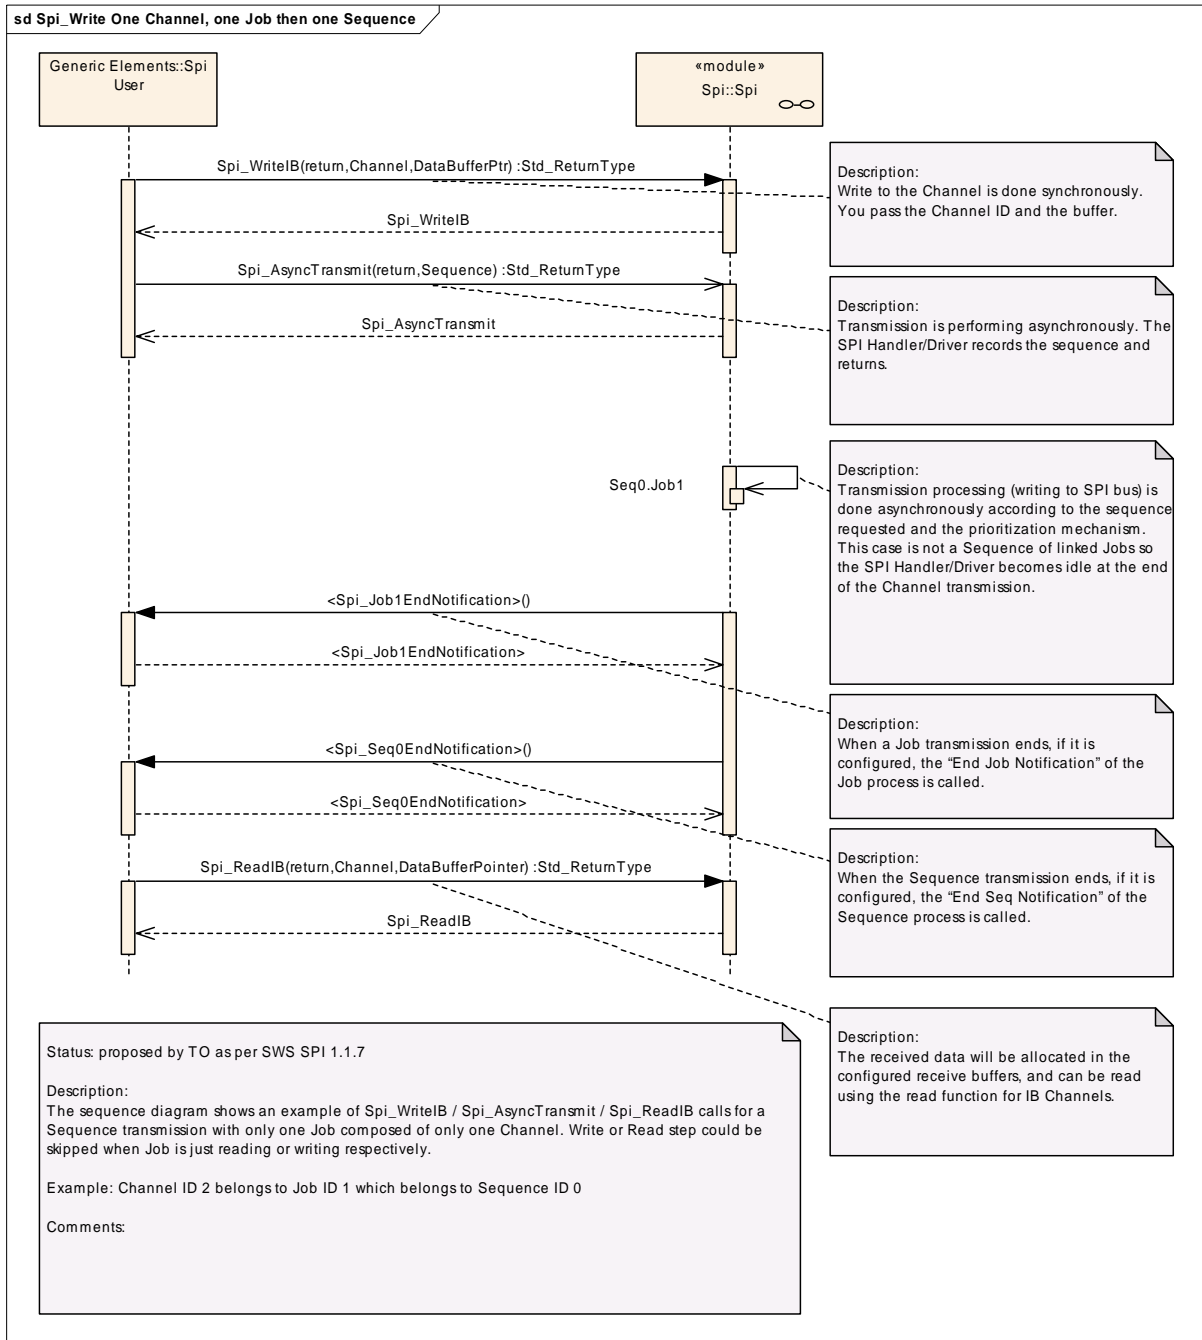 sd Spi_Write One Channel, one Job then one Sequence
Generic Elements::Spi
User
«module»
Spi::Spi
Spi_WriteIB(return,Channel,DataBufferPtr) :Std_ReturnType
Description:
Write to the Channel is done synchronously.
You pass the Channel ID and the buffer.
Spi_WriteIB
Spi_AsyncTransmit(return,Sequence) :Std_ReturnType
Description:
Transmission is performing asynchronously. The
SPI Handler/Driver records the sequence and
returns.
Spi_AsyncTransmit
Seq0.Job1
Description:
Transmission processing (writing to SPI bus) is
done asynchronously according to the sequence
requested and the prioritization mechanism.
This case is not a Sequence of linked Jobs so
the SPI Handler/Driver becomes idle at the end
of the Channel transmission.
<Spi_Job1EndNotification>()
<Spi_Job1EndNotification>
Description:
When a Job transmission ends, if it is
configured, the “End Job Notification” of the
Job process is called.
<Spi_Seq0EndNotification>()
<Spi_Seq0EndNotification>
Description:
When the Sequence transmission ends, if it is
configured, the “End Seq Notification” of the
Sequence process is called.
Spi_ReadIB(return,Channel,DataBufferPointer) :Std_ReturnType
Spi_ReadIB
Description:
The received data will be allocated in the
configured receive buffers, and can be read
using the read function for IB Channels.
Status: proposed by TO as per SWS SPI 1.1.7
Description:
The sequence diagram shows an example of Spi_WriteIB / Spi_AsyncTransmit / Spi_ReadIB calls for a
Sequence transmission with only one Job composed of only one Channel. Write or Read step could be
skipped when Job is just reading or writing respectively.
Example: Channel ID 2 belongs to Job ID 1 which belongs to Sequence ID 0
Comments: